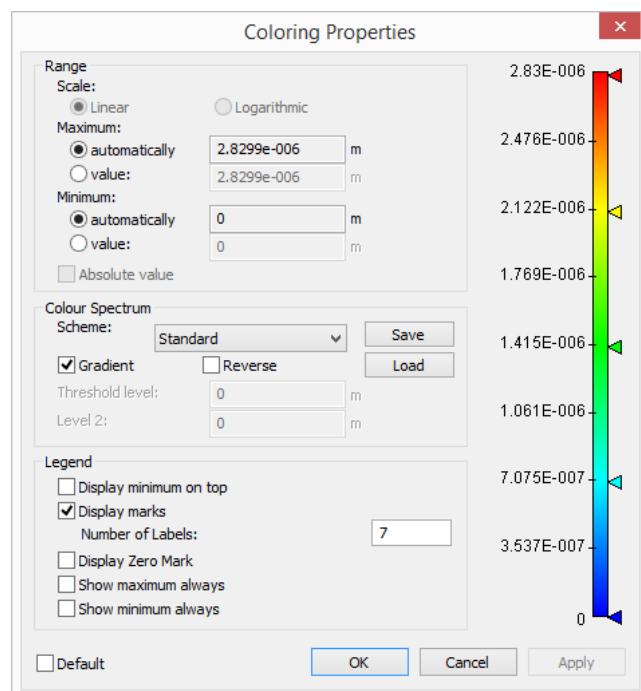 Coloring Properties
Range
Scale:
Linear Logarithmic
Maximum:
automatically 2.8299e-006 m
value: 2.8299e-006 m
Minimum:
automatically 0 m
value: 0 m
Absolute value
Colour Spectrum
Scheme: Standard Save
Gradient Reverse Load
Threshold level: 0 m
Level 2: 0 m
Legend
Display minimum on top
Display marks
Number of Labels: 7
Display Zero Mark
Show maximum always
Show minimum always
Default OK Cancel Apply
2.83E-006
2.476E-006
2.122E-006
1.769E-006
1.415E-006
1.061E-006
7.075E-007
3.537E-007
0